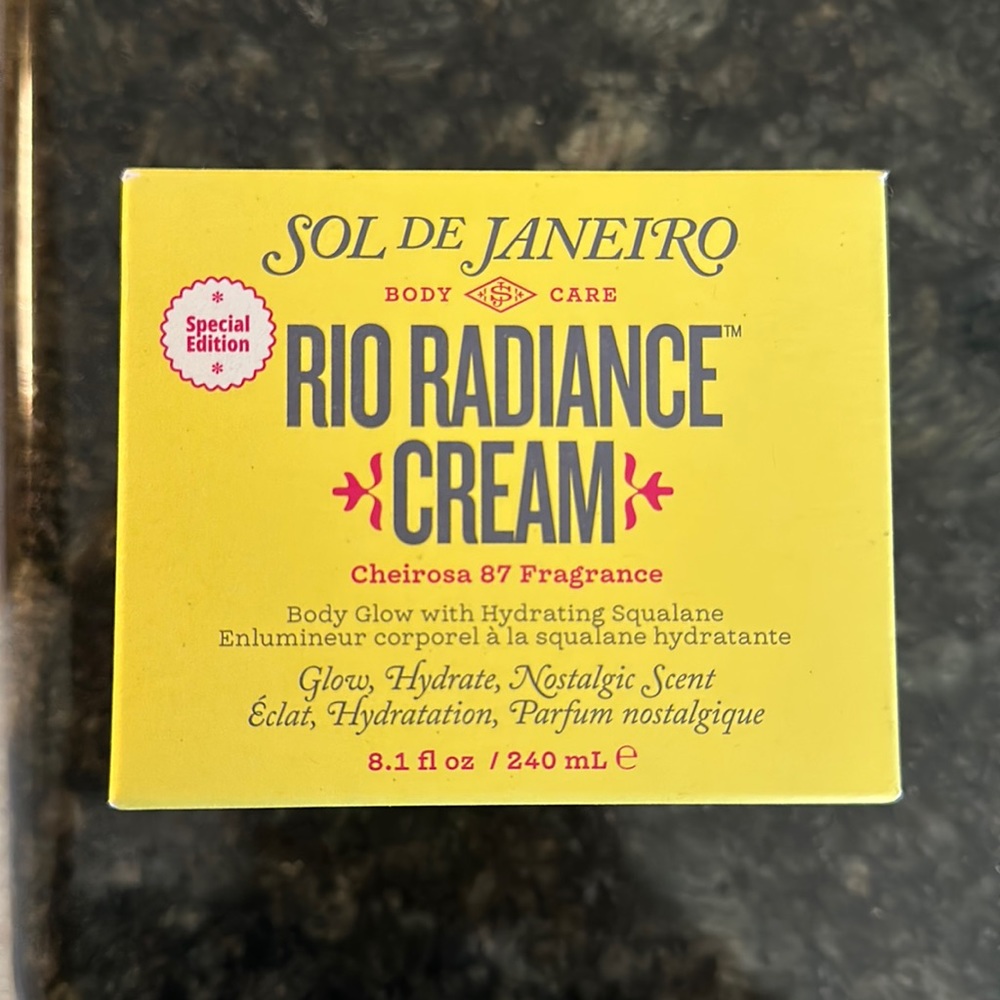 SOL DE JANEIRO
BODY CARE
* Special Edition *
RIO RADIANCE™
CREAM
Cheirosa 87 Fragrance
Body Glow with Hydrating Squalane
Enlumineur corporel à la squalane hydratante
Glow, Hydrate, Nostalgic Scent
Éclat, Hydratation, Parfum nostalgique
8.1 fl oz / 240 mL ℮